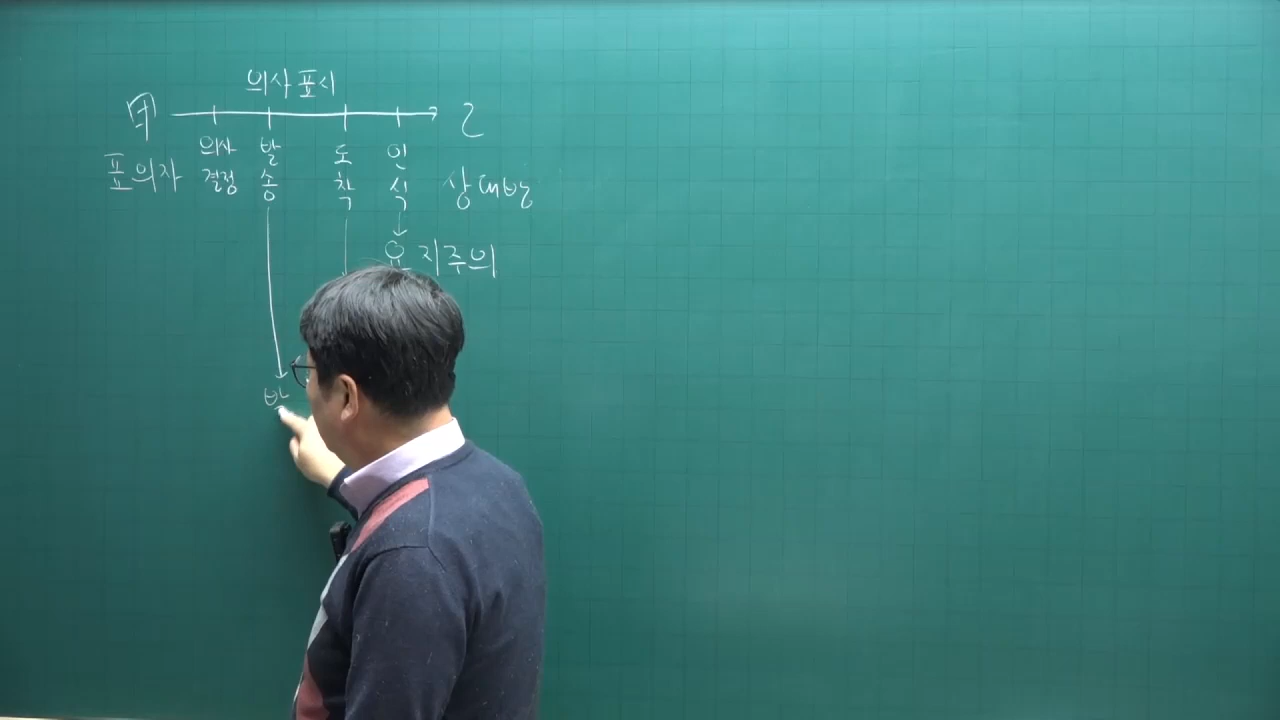 의사표시
甲 乙
표의자 의사결정 발송 도착 인식 상대방
요지주의
발